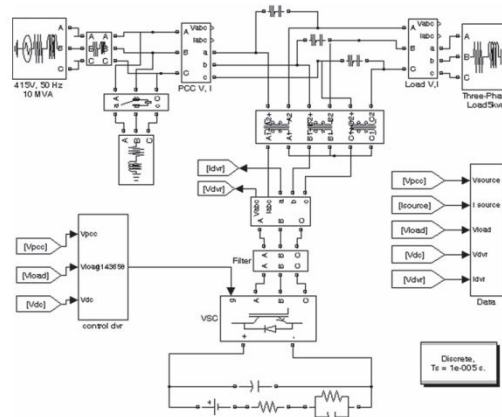 Vabc
Iabc
A
B
C
a
b
c
PCC V, I
415V, 50 Hz
10 MVA
Vabc
Iabc
A
B
C
a
b
c
Load V,I
Three-Pha
Load5kv
[Idvr]
[Vdvr]
Vabc
Iabc
A
B
C
a
b
c
Filter
A
B
C
g
A
B
C
VSC
+
-
[Vpcc]
[Vload]
[Vdc]
Vpcc
Vdc
control dvr
[Vpcc]
[Isource]
[Vload]
[Vdc]
[Vdvr]
Vsource
I source
Vload
Vdvr
Idvr
Data
Discrete,
Ts = 1e-005 s.